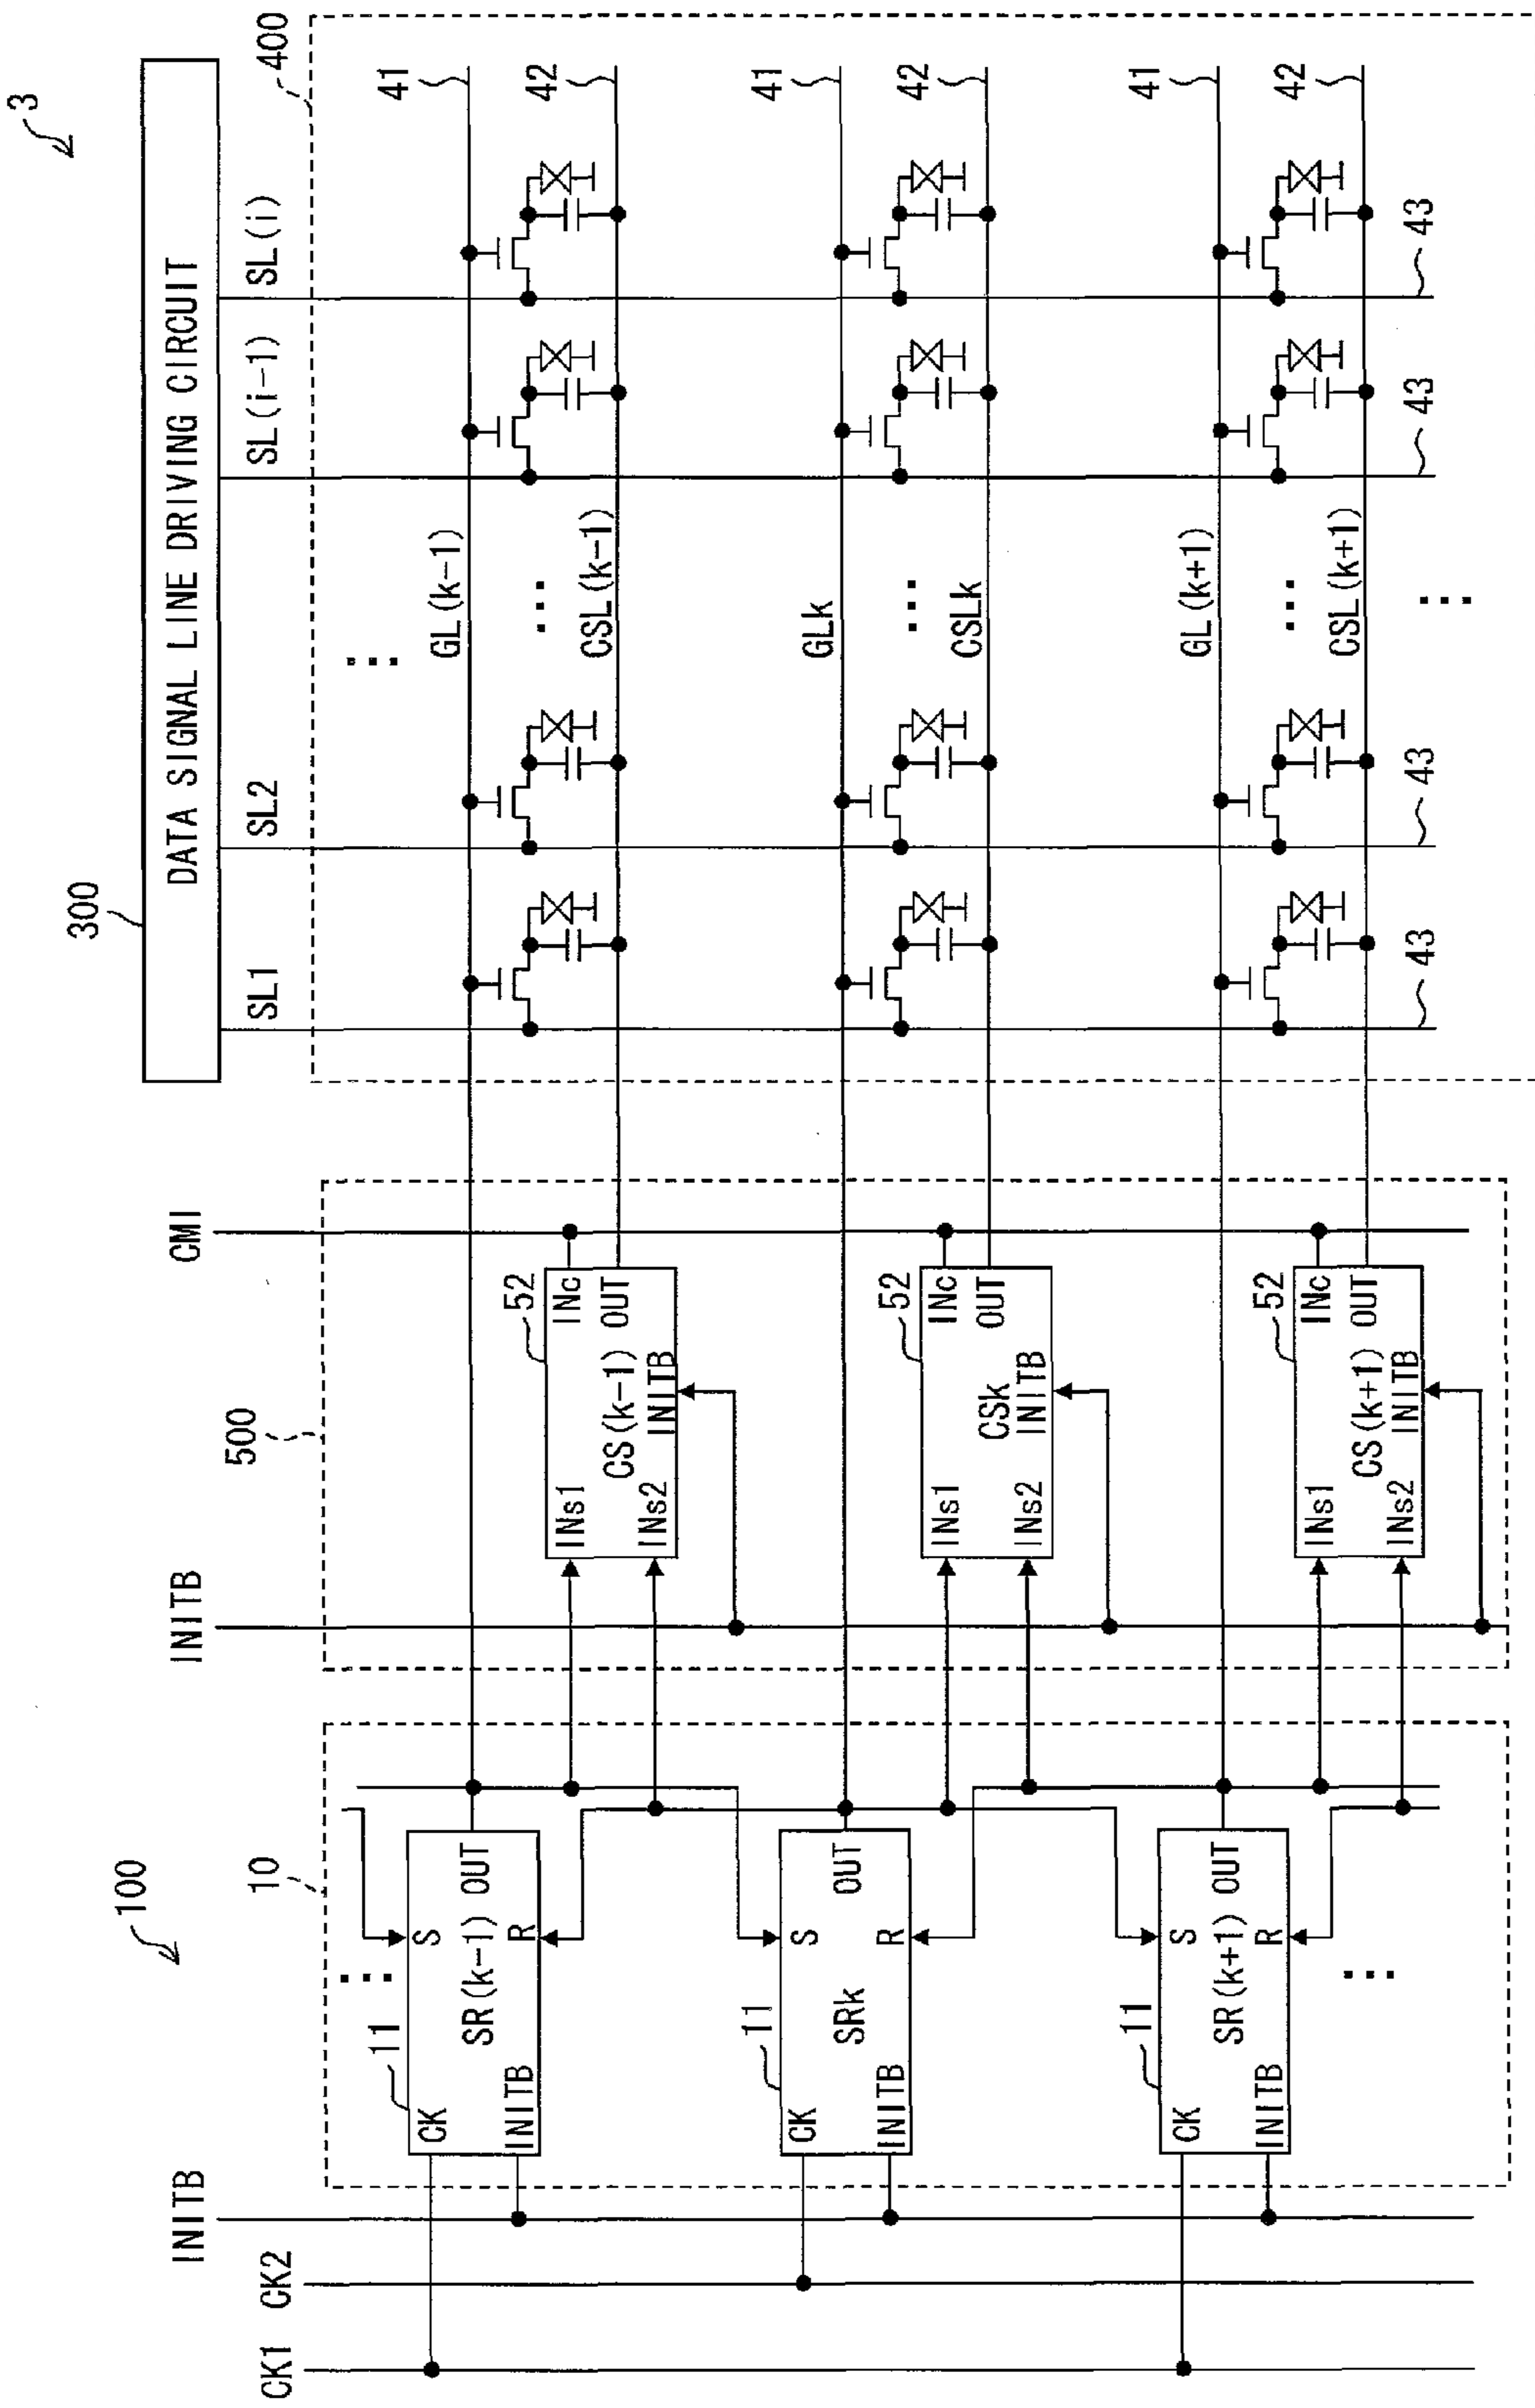 3
300
DATA SIGNAL LINE DRIVING CIRCUIT
SL1
SL2
SL(i-1)
SL(i)
400
100
10
500
CK1
CK2
INITB
INITB
CMI
...
11
CK
S
SR(k-1) OUT
INITB
R
52
INs1
INc
CS(k-1) OUT
INs2
INITB
...
GL(k-1)
41
...
CSL(k-1)
42
11
CK
S
SRk
OUT
INITB
R
52
INs1
INc
CSk
OUT
INs2
INITB
GLk
41
...
CSLk
42
11
CK
S
SR(k+1) OUT
INITB
R
52
INs1
INc
CS(k+1) OUT
INs2
INITB
GL(k+1)
41
...
CSL(k+1)
42
43
43
43
43
...
...